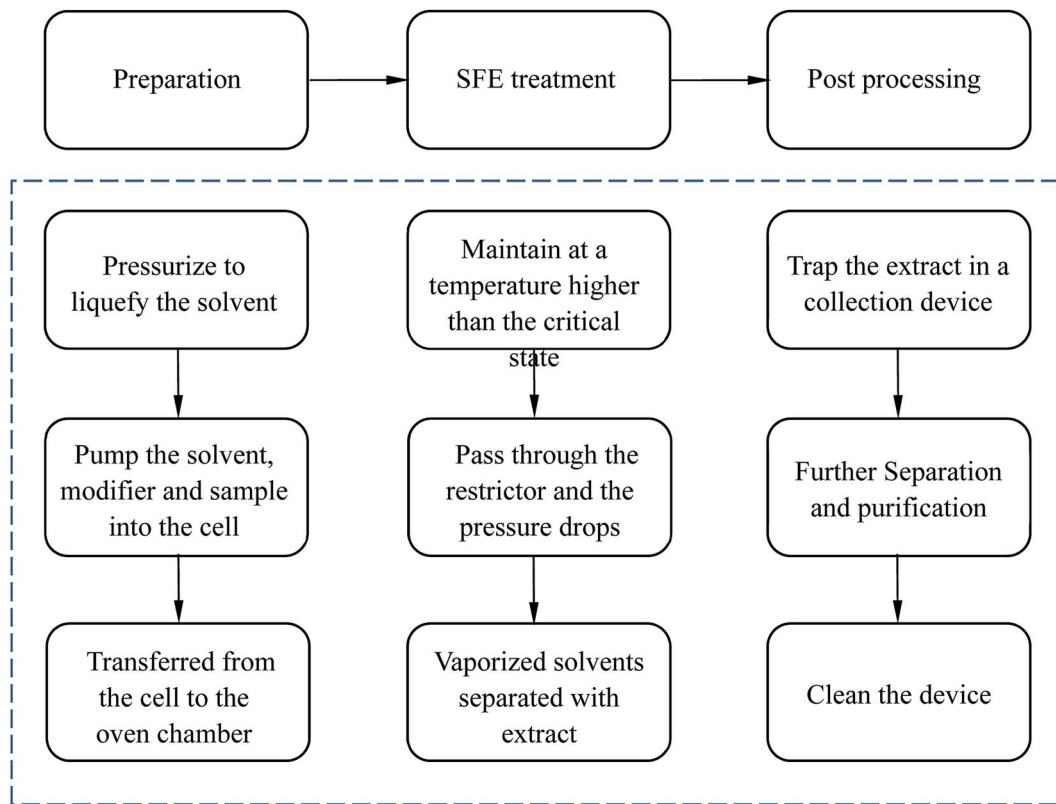 Preparation
SFE treatment
Post processing
Pressurize to
liquefy the solvent
Pump the solvent,
modifier and sample
into the cell
Transferred from
the cell to the
oven chamber
Maintain at a
temperature higher
than the critical
state
Pass through the
restrictor and the
pressure drops
Vaporized solvents
separated with
extract
Trap the extract in a
collection device
Further Separation
and purification
Clean the device